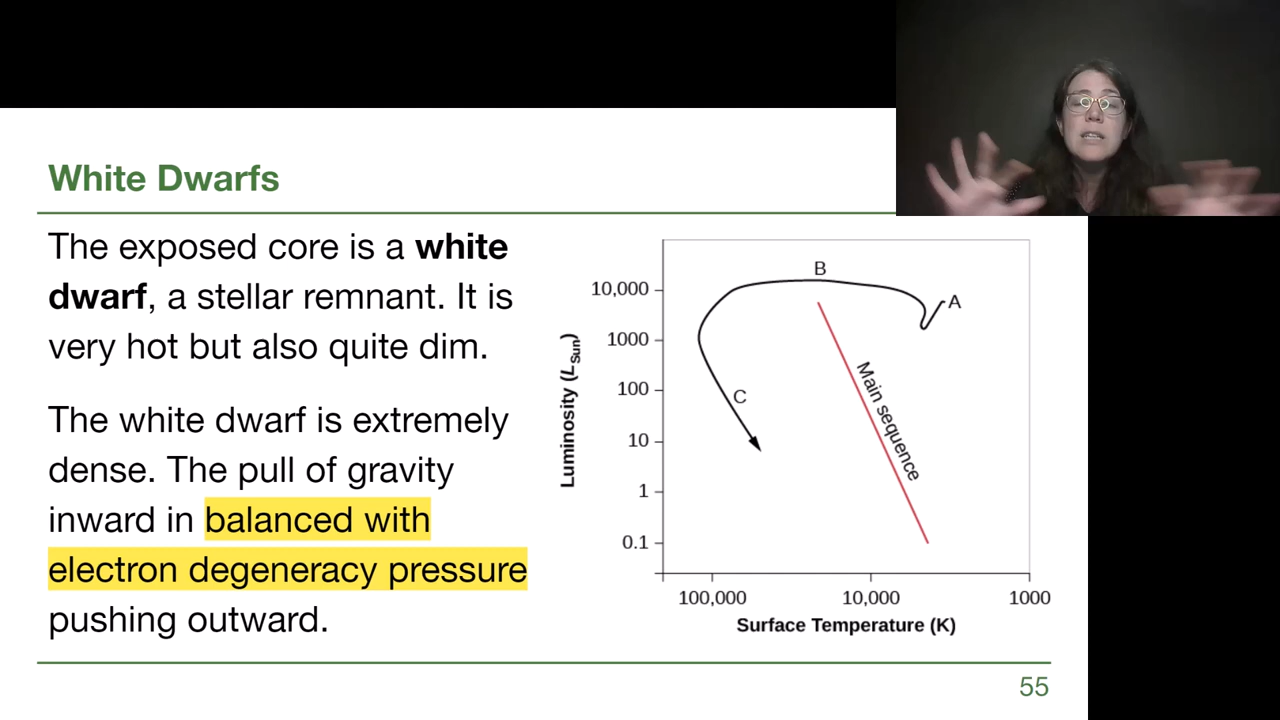 White Dwarfs
The exposed core is a white
dwarf, a stellar remnant. It is
very hot but also quite dim.
The white dwarf is extremely
dense. The pull of gravity
inward in balanced with
electron degeneracy pressure
pushing outward.
Luminosity (LSun)
10,000
1000
100
10
1
0.1
B
A
C
Main sequence
100,000 10,000 1000
Surface Temperature (K)
55